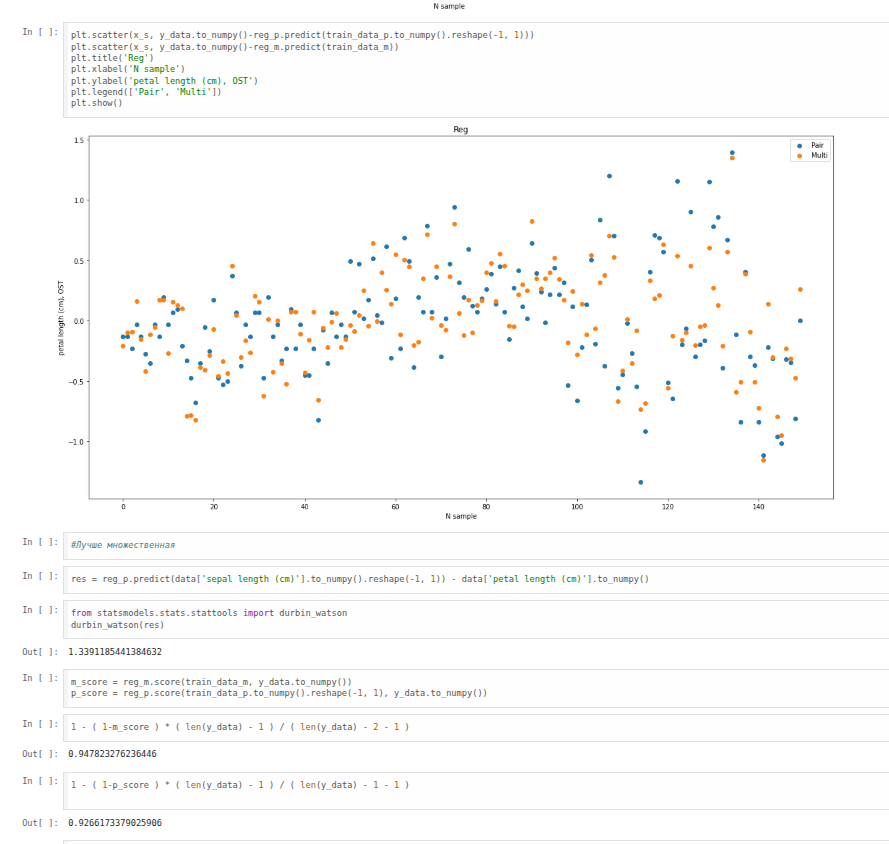 N sample
In [ ]: plt.scatter(x_s, y_data.to_numpy()-reg_p.predict(train_data_p.to_numpy().reshape(-1, 1)))
plt.scatter(x_s, y_data.to_numpy()-reg_m.predict(train_data_m))
plt.title('Reg')
plt.xlabel('N sample')
plt.ylabel('petal length (cm), OST')
plt.legend(['Pair', 'Multi'])
plt.show()
Reg
Pair
Multi
1.5
1.0
0.5
0.0
−0.5
−1.0
petal length (cm), OST
0 20 40 60 80 100 120 140
N sample
In [ ]: #Лучше множественная
In [ ]: res = reg_p.predict(data['sepal length (cm)'].to_numpy().reshape(-1, 1)) - data['petal length (cm)'].to_numpy()
In [ ]: from statsmodels.stats.stattools import durbin_watson
durbin_watson(res)
Out[ ]: 1.3391185441384632
In [ ]: m_score = reg_m.score(train_data_m, y_data.to_numpy())
p_score = reg_p.score(train_data_p.to_numpy().reshape(-1, 1), y_data.to_numpy())
In [ ]: 1 - ( 1-m_score ) * ( len(y_data) - 1 ) / ( len(y_data) - 2 - 1 )
Out[ ]: 0.947823276236446
In [ ]: 1 - ( 1-p_score ) * ( len(y_data) - 1 ) / ( len(y_data) - 1 - 1 )
Out[ ]: 0.9266173379025906